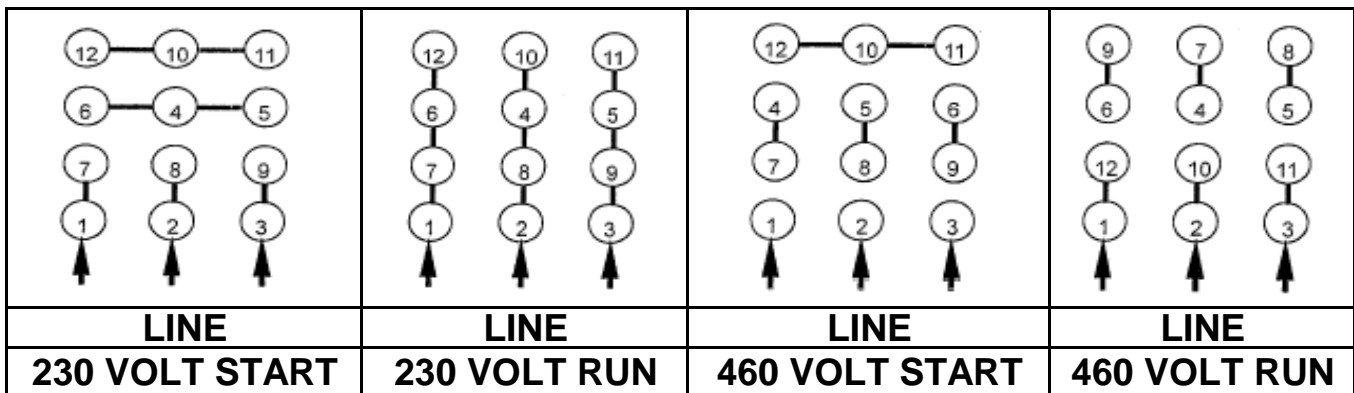 12 10 11
6 4 5
7 8 9
1 2 3
LINE
230 VOLT START
12 10 11
6 4 5
7 8 9
1 2 3
LINE
230 VOLT RUN
12 10 11
4 5 6
7 8 9
1 2 3
LINE
460 VOLT START
9 7 8
6 4 5
12 10 11
1 2 3
LINE
460 VOLT RUN